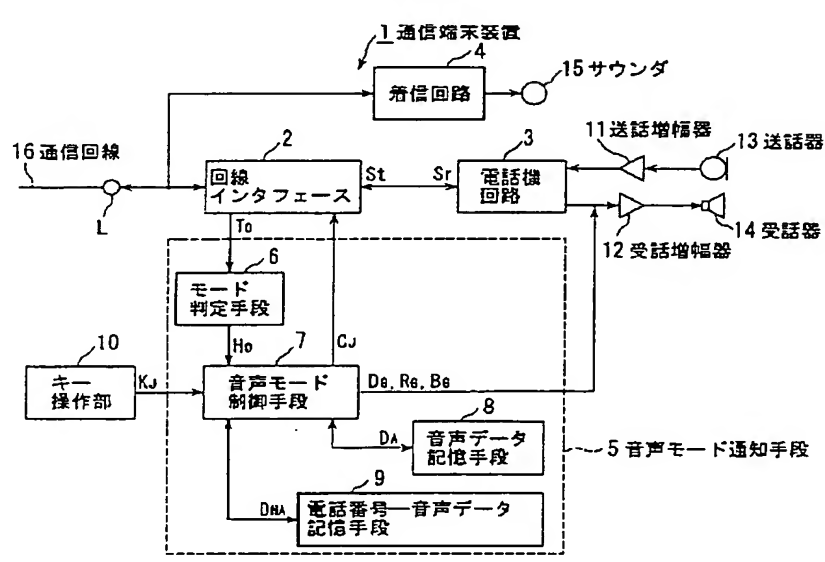 1 通信端末装置
4
着信回路
15 サウンダ
16 通信回線
L
2
回線
インタフェース
St
Sr
3
電話機
回路
11 送話増幅器
13 送話器
12 受話増幅器
14 受話器
To
6
モード
判定手段
Ho
CJ
10
キー
操作部
KJ
7
音声モード
制御手段
DG, RG, BG
8
DA
音声データ
記憶手段
5 音声モード通知手段
9
DHA
電話番号―音声データ
記憶手段